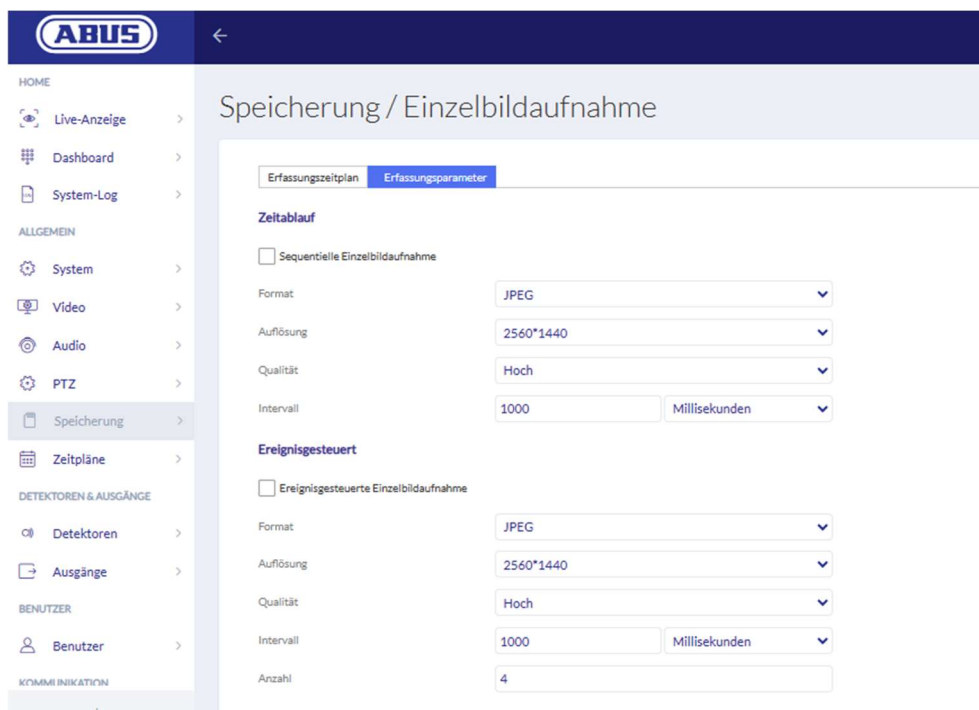 ABUS
HOME
Live-Anzeige
Dashboard
System-Log
ALLGEMEIN
System
Video
Audio
PTZ
Speicherung
Zeitpläne
DETEKTOREN & AUSGÄNGE
Detektoren
Ausgänge
BENUTZER
Benutzer
KOMMUNIKATION
Speicherung / Einzelbildaufnahme
Erfassungszeitplan Erfassungsparameter
Zeitablauf
Sequentielle Einzelbildaufnahme
Format JPEG
Auflösung 2560*1440
Qualität Hoch
Intervall 1000 Millisekunden
Ereignisgesteuert
Ereignisgesteuerte Einzelbildaufnahme
Format JPEG
Auflösung 2560*1440
Qualität Hoch
Intervall 1000 Millisekunden
Anzahl 4